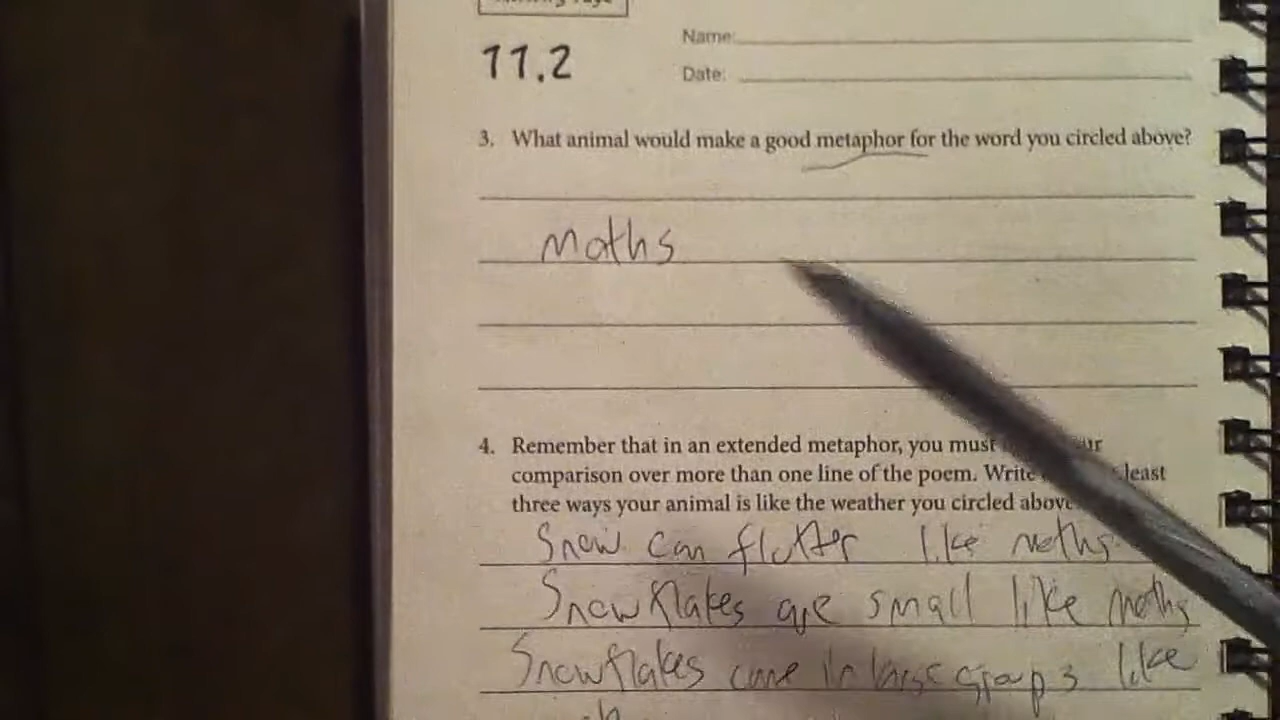 11.2
Name:
Date:
3. What animal would make a good metaphor for the word you circled above?
moths
4. Remember that in an extended metaphor, you must
comparison over more than one line of the poem. Write least
three ways your animal is like the weather you circled above
Snow can flutter like moths
Snowflakes are small like moths
Snowflakes come in large groups like